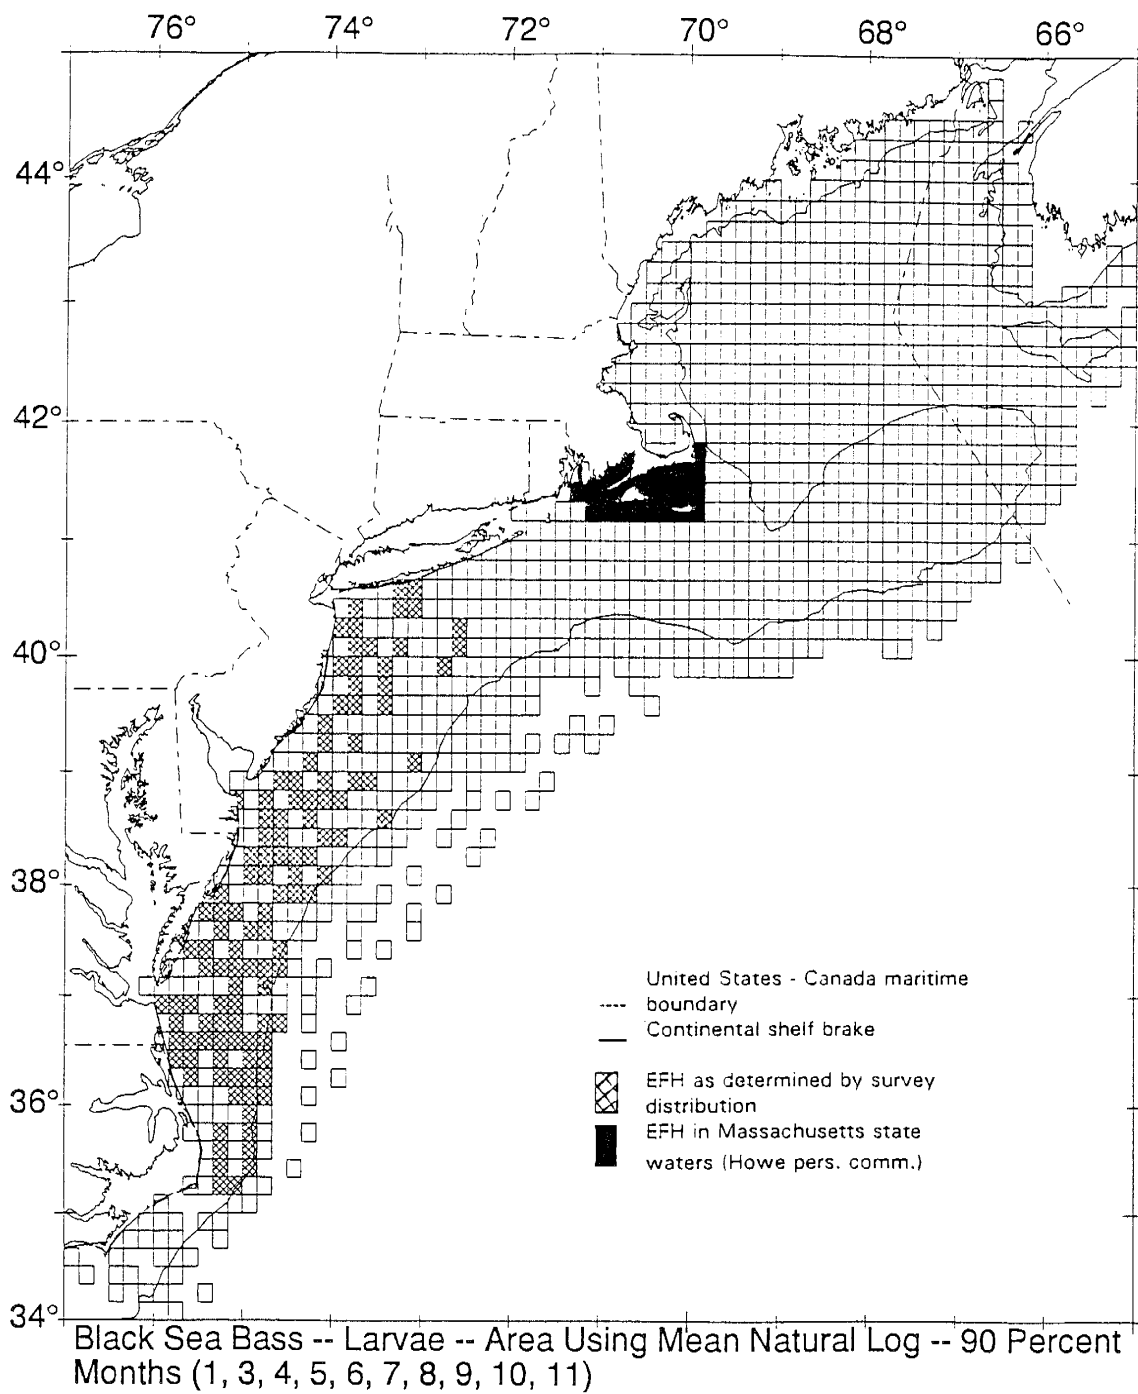 76° 74° 72° 70° 68° 66°
44°
42°
40°
38°
36°
34°
United States - Canada maritime
boundary
Continental shelf brake
EFH as determined by survey
distribution
EFH in Massachusetts state
waters (Howe pers. comm.)
Black Sea Bass -- Larvae -- Area Using Mean Natural Log -- 90 Percent
Months (1, 3, 4, 5, 6, 7, 8, 9, 10, 11)